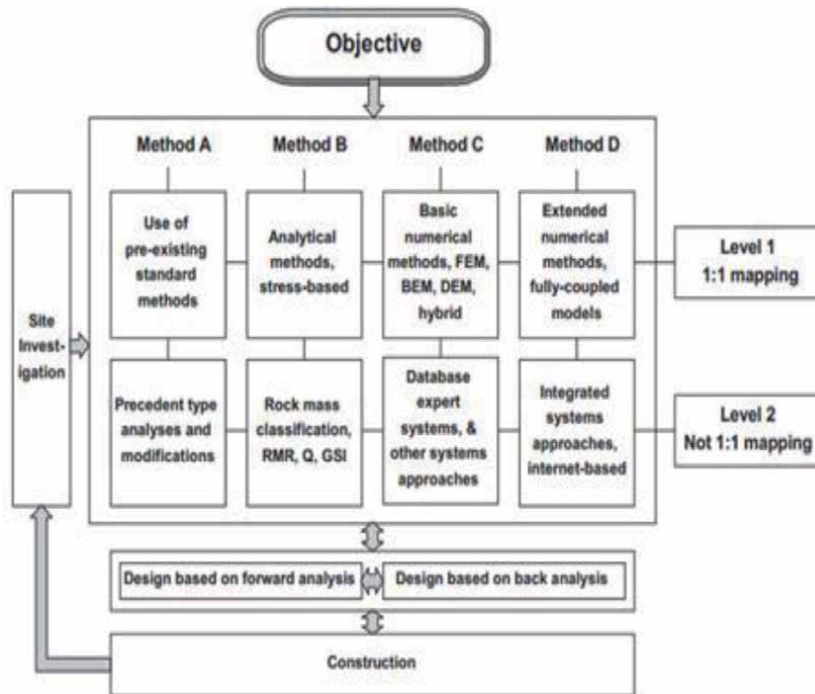 Objective
Method A
Method B
Method C
Method D
Use of
pre-existing
standard
methods
Analytical
methods,
stress-based
Basic
numerical
methods, FEM,
BEM, DEM,
hybrid
Extended
numerical
methods,
fully-coupled
models
Level 1
1:1 mapping
Site
Invest-
igation
Precedent type
analyses and
modifications
Rock mass
classification,
RMR, Q, GSI
Database
expert
systems, &
other systems
approaches
Integrated
systems
approaches,
internet-based
Level 2
Not 1:1 mapping
Design based on forward analysis
Design based on back analysis
Construction